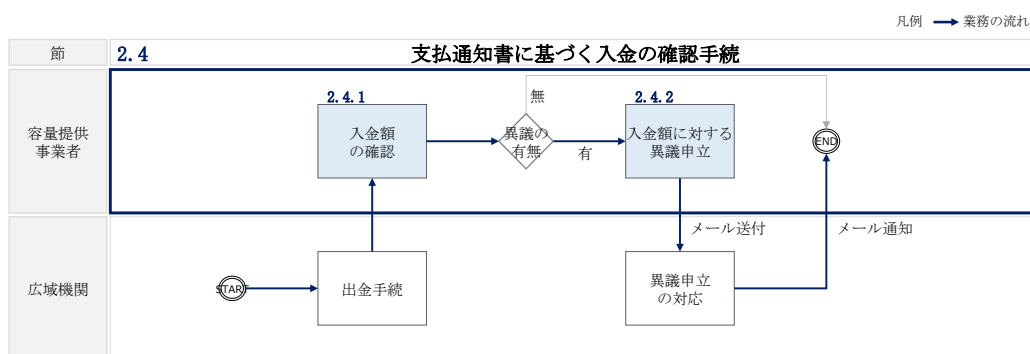 凡例 業務の流れ
節
2.4 支払通知書に基づく入金の確認手続
容量提供
事業者
2.4.1
入金額
の確認
異議の
有無
無
有
2.4.2
入金額に対する
異議申立
END
メール送付
メール通知
広域機関
START
出金手続
異議申立
の対応